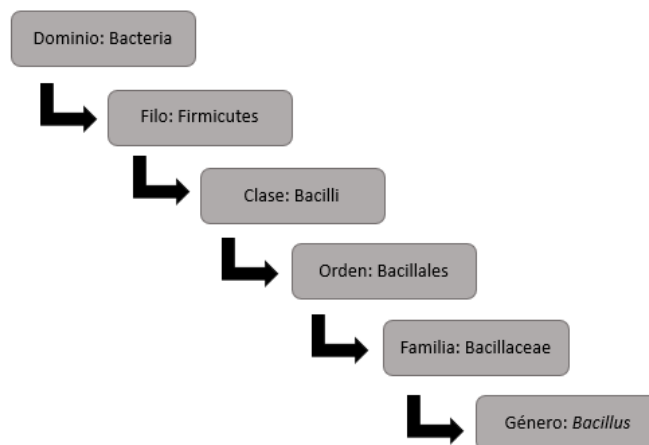 Dominio: Bacteria
Filo: Firmicutes
Clase: Bacilli
Orden: Bacillales
Familia: Bacillaceae
Género: Bacillus